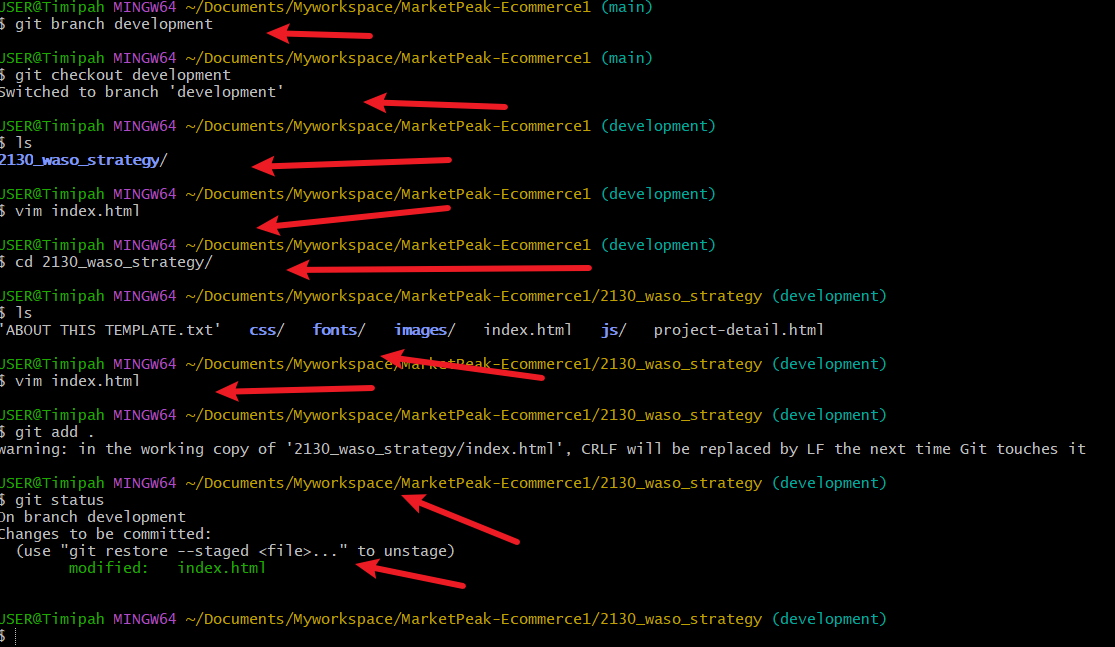 USER@Timipah MINGW64 ~/Documents/Myworkspace/MarketPeak-Ecommerce1 (main)
$ git branch development
USER@Timipah MINGW64 ~/Documents/Myworkspace/MarketPeak-Ecommerce1 (main)
$ git checkout development
Switched to branch 'development'
USER@Timipah MINGW64 ~/Documents/Myworkspace/MarketPeak-Ecommerce1 (development)
$ ls
2130_waso_strategy/
USER@Timipah MINGW64 ~/Documents/Myworkspace/MarketPeak-Ecommerce1 (development)
$ vim index.html
USER@Timipah MINGW64 ~/Documents/Myworkspace/MarketPeak-Ecommerce1 (development)
$ cd 2130_waso_strategy/
USER@Timipah MINGW64 ~/Documents/Myworkspace/MarketPeak-Ecommerce1/2130_waso_strategy (development)
$ ls
'ABOUT THIS TEMPLATE.txt'   css/   fonts/   images/   index.html   js/   project-detail.html
USER@Timipah MINGW64 ~/Documents/Myworkspace/MarketPeak-Ecommerce1/2130_waso_strategy (development)
$ vim index.html
USER@Timipah MINGW64 ~/Documents/Myworkspace/MarketPeak-Ecommerce1/2130_waso_strategy (development)
$ git add .
warning: in the working copy of '2130_waso_strategy/index.html', CRLF will be replaced by LF the next time Git touches it
USER@Timipah MINGW64 ~/Documents/Myworkspace/MarketPeak-Ecommerce1/2130_waso_strategy (development)
$ git status
On branch development
Changes to be committed:
  (use "git restore --staged <file>..." to unstage)
        modified:   index.html
USER@Timipah MINGW64 ~/Documents/Myworkspace/MarketPeak-Ecommerce1/2130_waso_strategy (development)
$